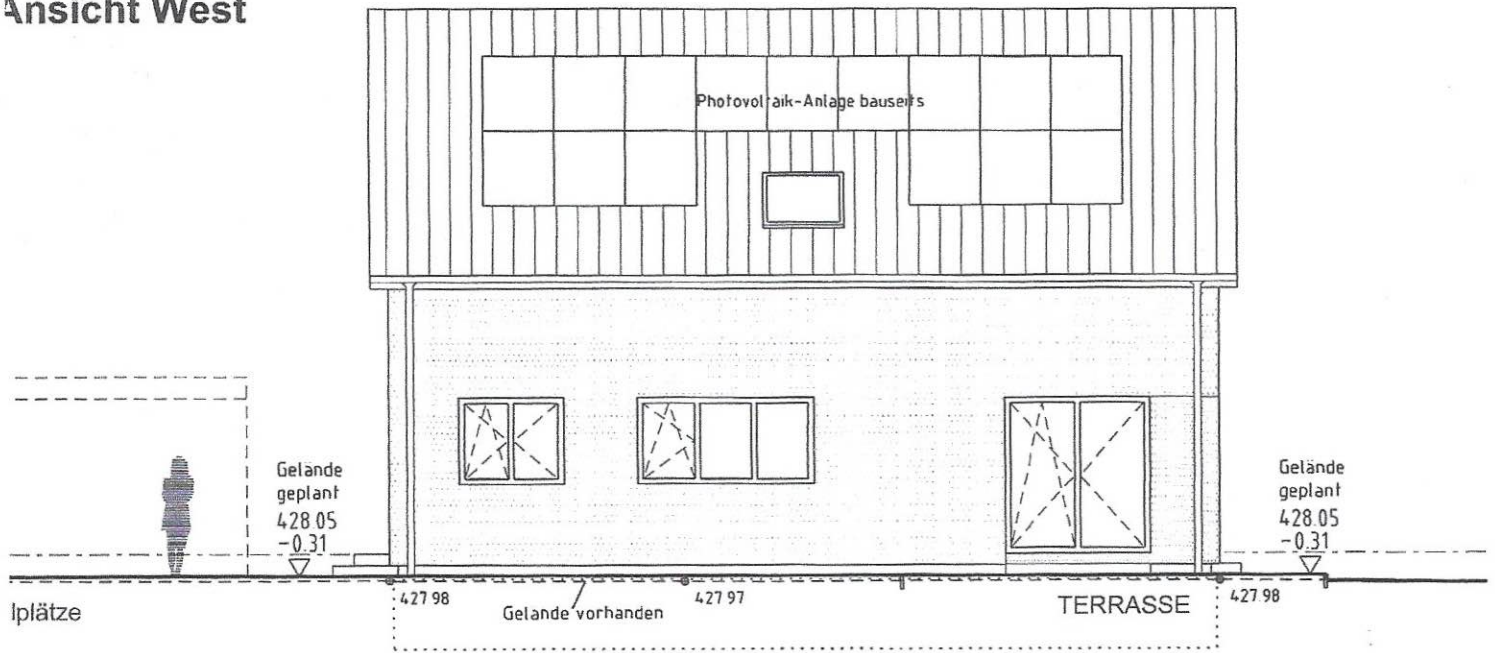 Ansicht West
Photovoltaik-Anlage bauseits
Gelände
geplant
428.05
-0.31
Gelände
geplant
428.05
-0.31
427.98
Gelände vorhanden
427.97
TERRASSE
427.98
lplätze